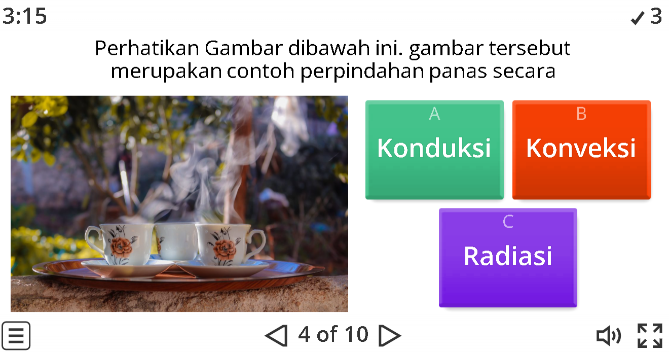 3:15
✓ 3
Perhatikan Gambar dibawah ini. gambar tersebut
merupakan contoh perpindahan panas secara
A
Konduksi
B
Konveksi
C
Radiasi
4 of 10